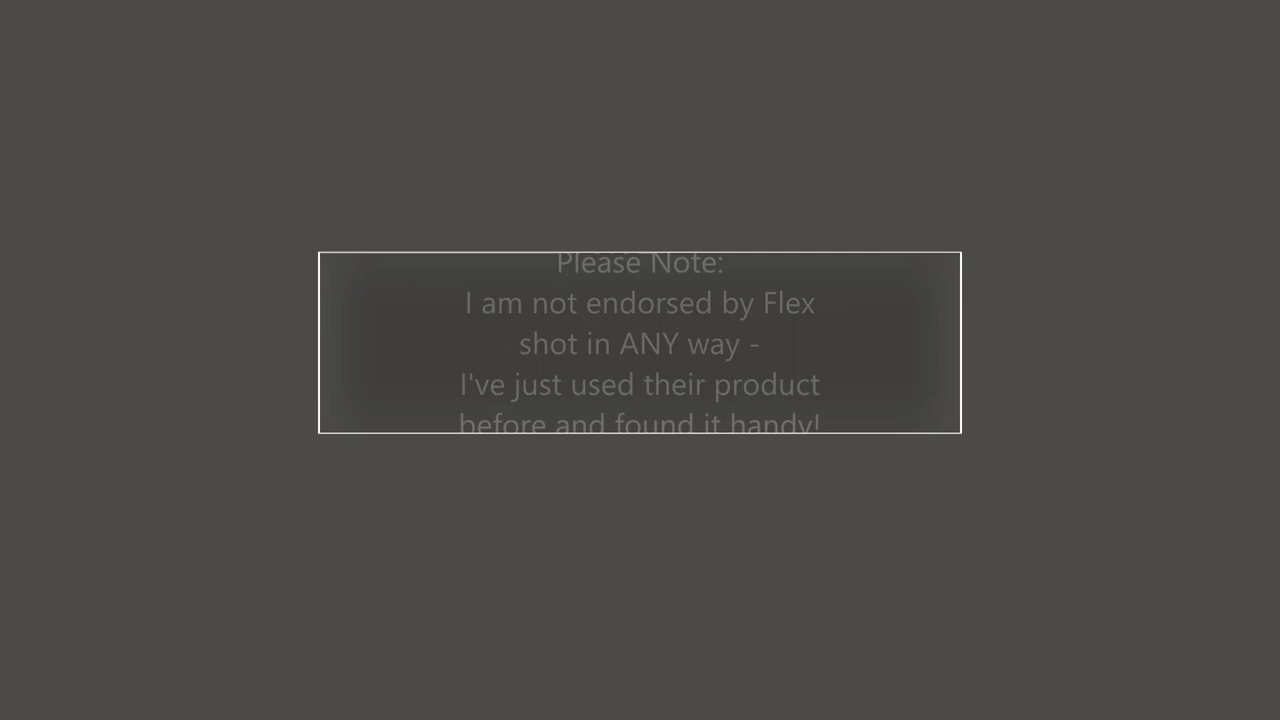 Please Note:
I am not endorsed by Flex
shot in ANY way -
I've just used their product
before and found it handy!